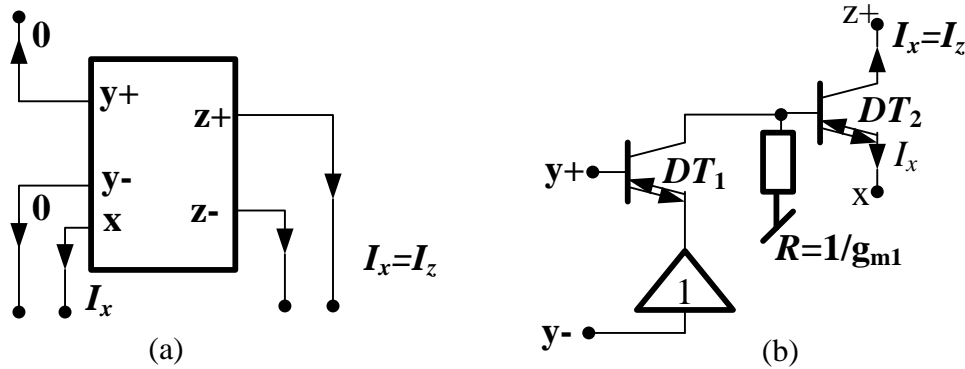 0
y+
z+
y-
0
x
z-
I_x
I_x=I_z
(a)
z+
I_x=I_z
DT_2
y+
DT_1
I_x
x
R=1/g_m1
1
y-
(b)